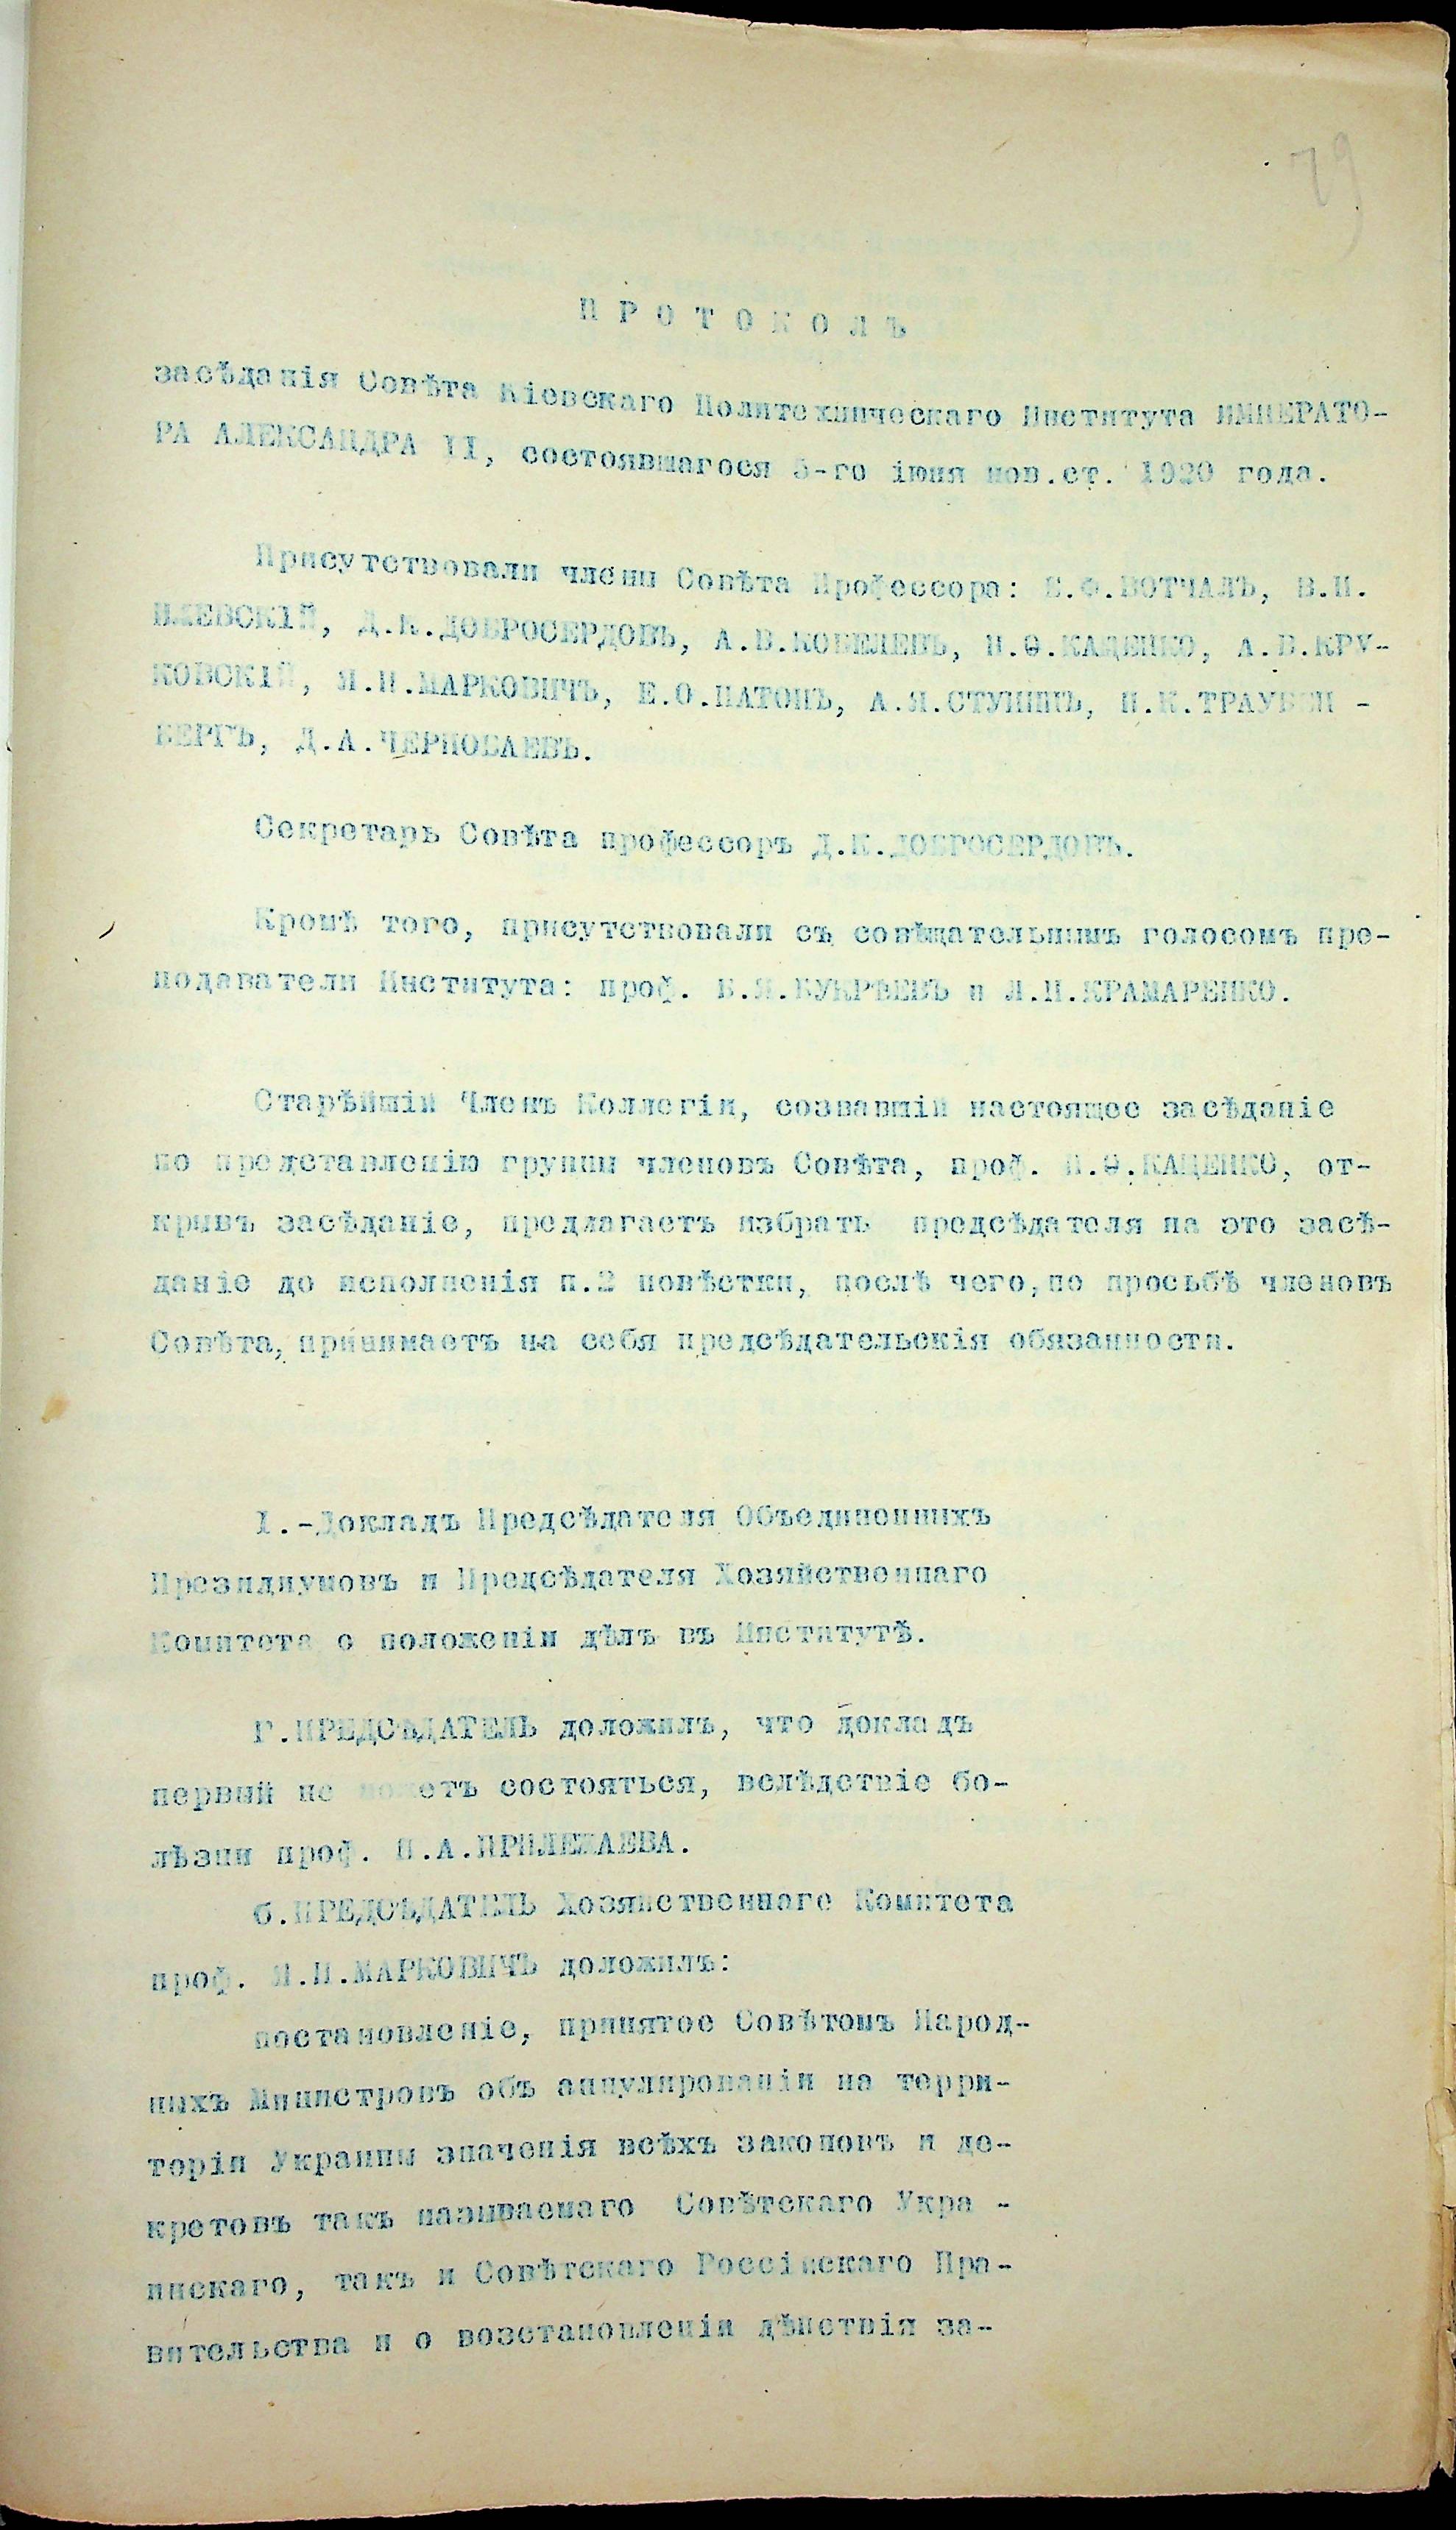 79
ПРОТОКОЛЪ
засѣданія Совѣта Кіевскаго Политехническаго Института ИМПЕРАТО-
РА АЛЕКСАНДРА II, состоявшагося 3-го іюня нов.ст. 1920 года.
Присутствовали члены Совѣта Профессора: Е.Ф.ВОТЧАЛЪ, В.П.
ИЖЕВСКІЙ, Д.К.ДОБРОСЕРДОВЪ, А.В.КОБЕЛЕВЪ, И.Ѳ.КАЦЕНКО, А.В.КРУ-
КОВСКІЙ, Я.Н.МАРКОВИЧЪ, Е.О.ПАТОНЪ, А.Я.СТУПИНЪ, П.К.ТРАУБЕН -
БЕРГЪ, Д.А.ЧЕРНОБАЕВЪ.
Секретарь Совѣта профессоръ Д.К.ДОБРОСЕРДОВЪ.
Кромѣ того, присутствовали съ совѣщательнымъ голосомъ пре-
подаватели Института: проф. Б.Я.БУКРѢЕВЪ и Л.Н.КРАМАРЕНКО.
Старѣйшій Членъ Коллегіи, созвавшій настоящее засѣданіе
по представленію группы членовъ Совѣта, проф. И.Ѳ.КАЦЕНКО, от-
крывъ засѣданіе, предлагаетъ избрать предсѣдателя на это засѣ-
даніе до исполненія п.2 повѣстки, послѣ чего, по просьбѣ членовъ
Совѣта, принимаетъ на себя предсѣдательскія обязанности.
I.-Докладъ Предсѣдателя Объединенныхъ
Президіумовъ и Предсѣдателя Хозяйственнаго
Комитета о положеніи дѣлъ въ Институтѣ.
Г.ПРЕДСѢДАТЕЛЬ доложилъ, что докладъ
первый не можетъ состояться, вслѣдствіе бо-
лѣзни проф. Н.А.ПРИЛЕЖАЕВА.
б.ПРЕДСѢДАТЕЛЬ Хозяйственнаго Комитета
проф. Я.Н.МАРКОВИЧЪ доложилъ:
постановленіе, принятое Совѣтомъ Народ-
ныхъ Министровъ объ аннулированіи на терри-
торіи Украины значенія всѣхъ законовъ и де-
кретовъ такъ называемаго Совѣтскаго Укра -
инскаго, такъ и Совѣтскаго Россійскаго Пра-
вительства и о возстановленіи дѣйствія за-